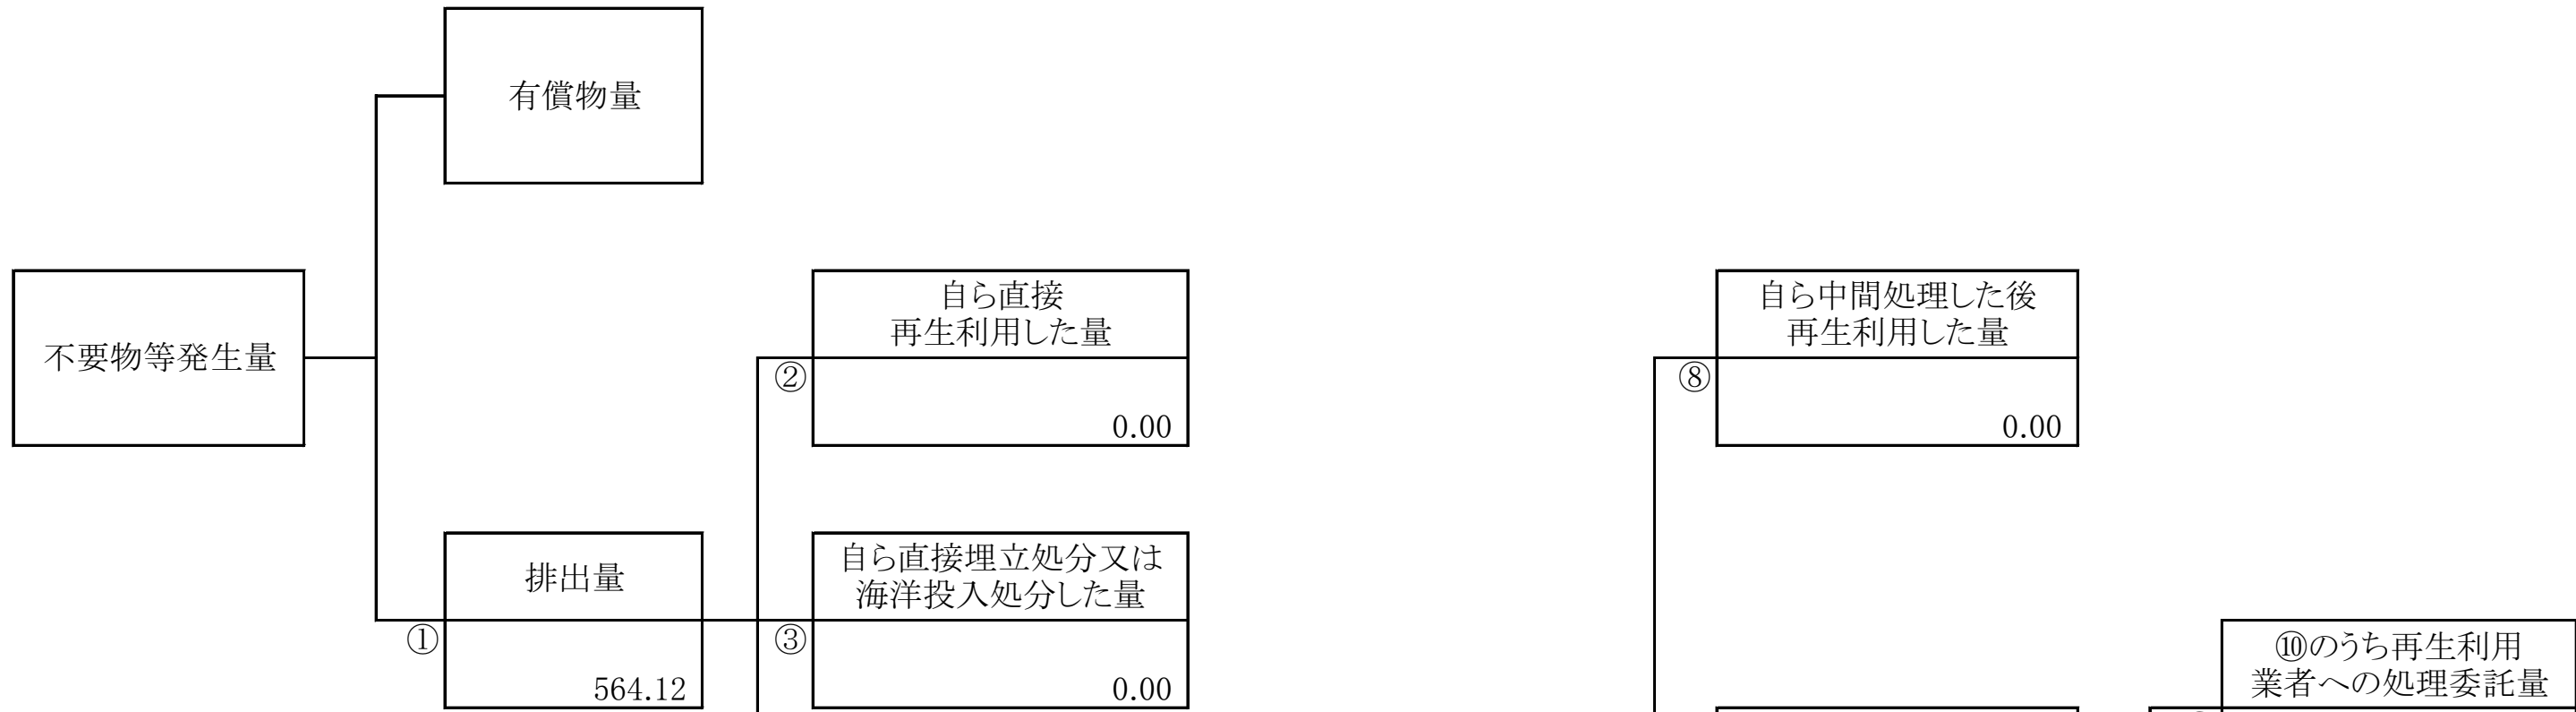 有償物量
不要物等発生量
自ら直接
再生利用した量
②
0.00
自ら中間処理した後
再生利用した量
⑧
0.00
排出量
①
564.12
自ら直接埋立処分又は
海洋投入処分した量
③
0.00
⑩のうち再生利用
業者への処理委託量